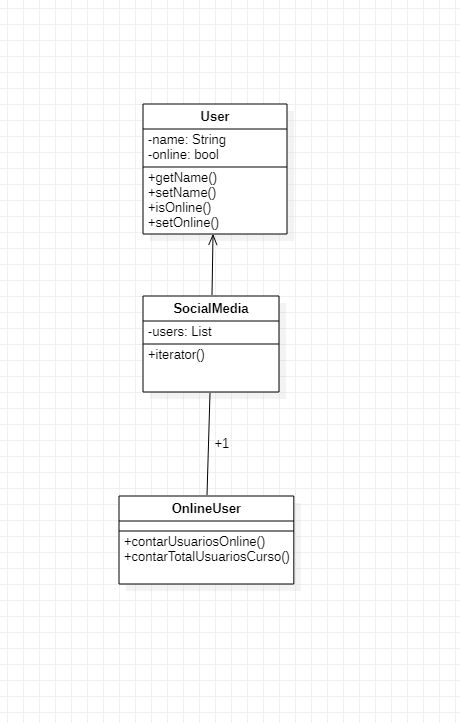 User
-name: String
-online: bool
+getName()
+setName()
+isOnline()
+setOnline()
SocialMedia
-users: List
+iterator()
+1
OnlineUser
+contarUsuariosOnline()
+contarTotalUsuariosCurso()